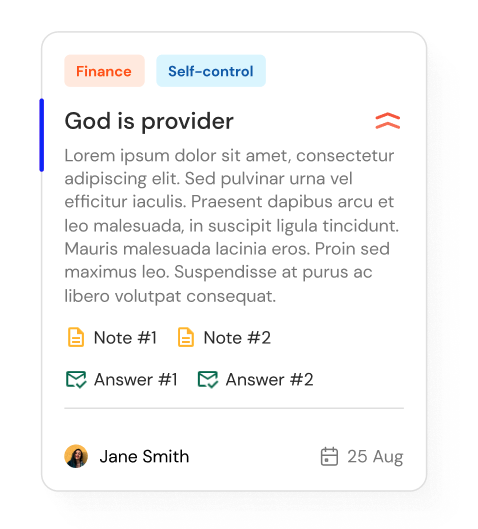 Finance Self-control
God is provider
Lorem ipsum dolor sit amet, consectetur
adipiscing elit. Sed pulvinar urna vel
efficitur iaculis. Praesent dapibus arcu et
leo malesuada, in suscipit ligula tincidunt.
Mauris malesuada lacinia eros. Proin sed
maximus leo. Suspendisse at purus ac
libero volutpat consequat.
Note #1 Note #2
Answer #1 Answer #2
Jane Smith 25 Aug